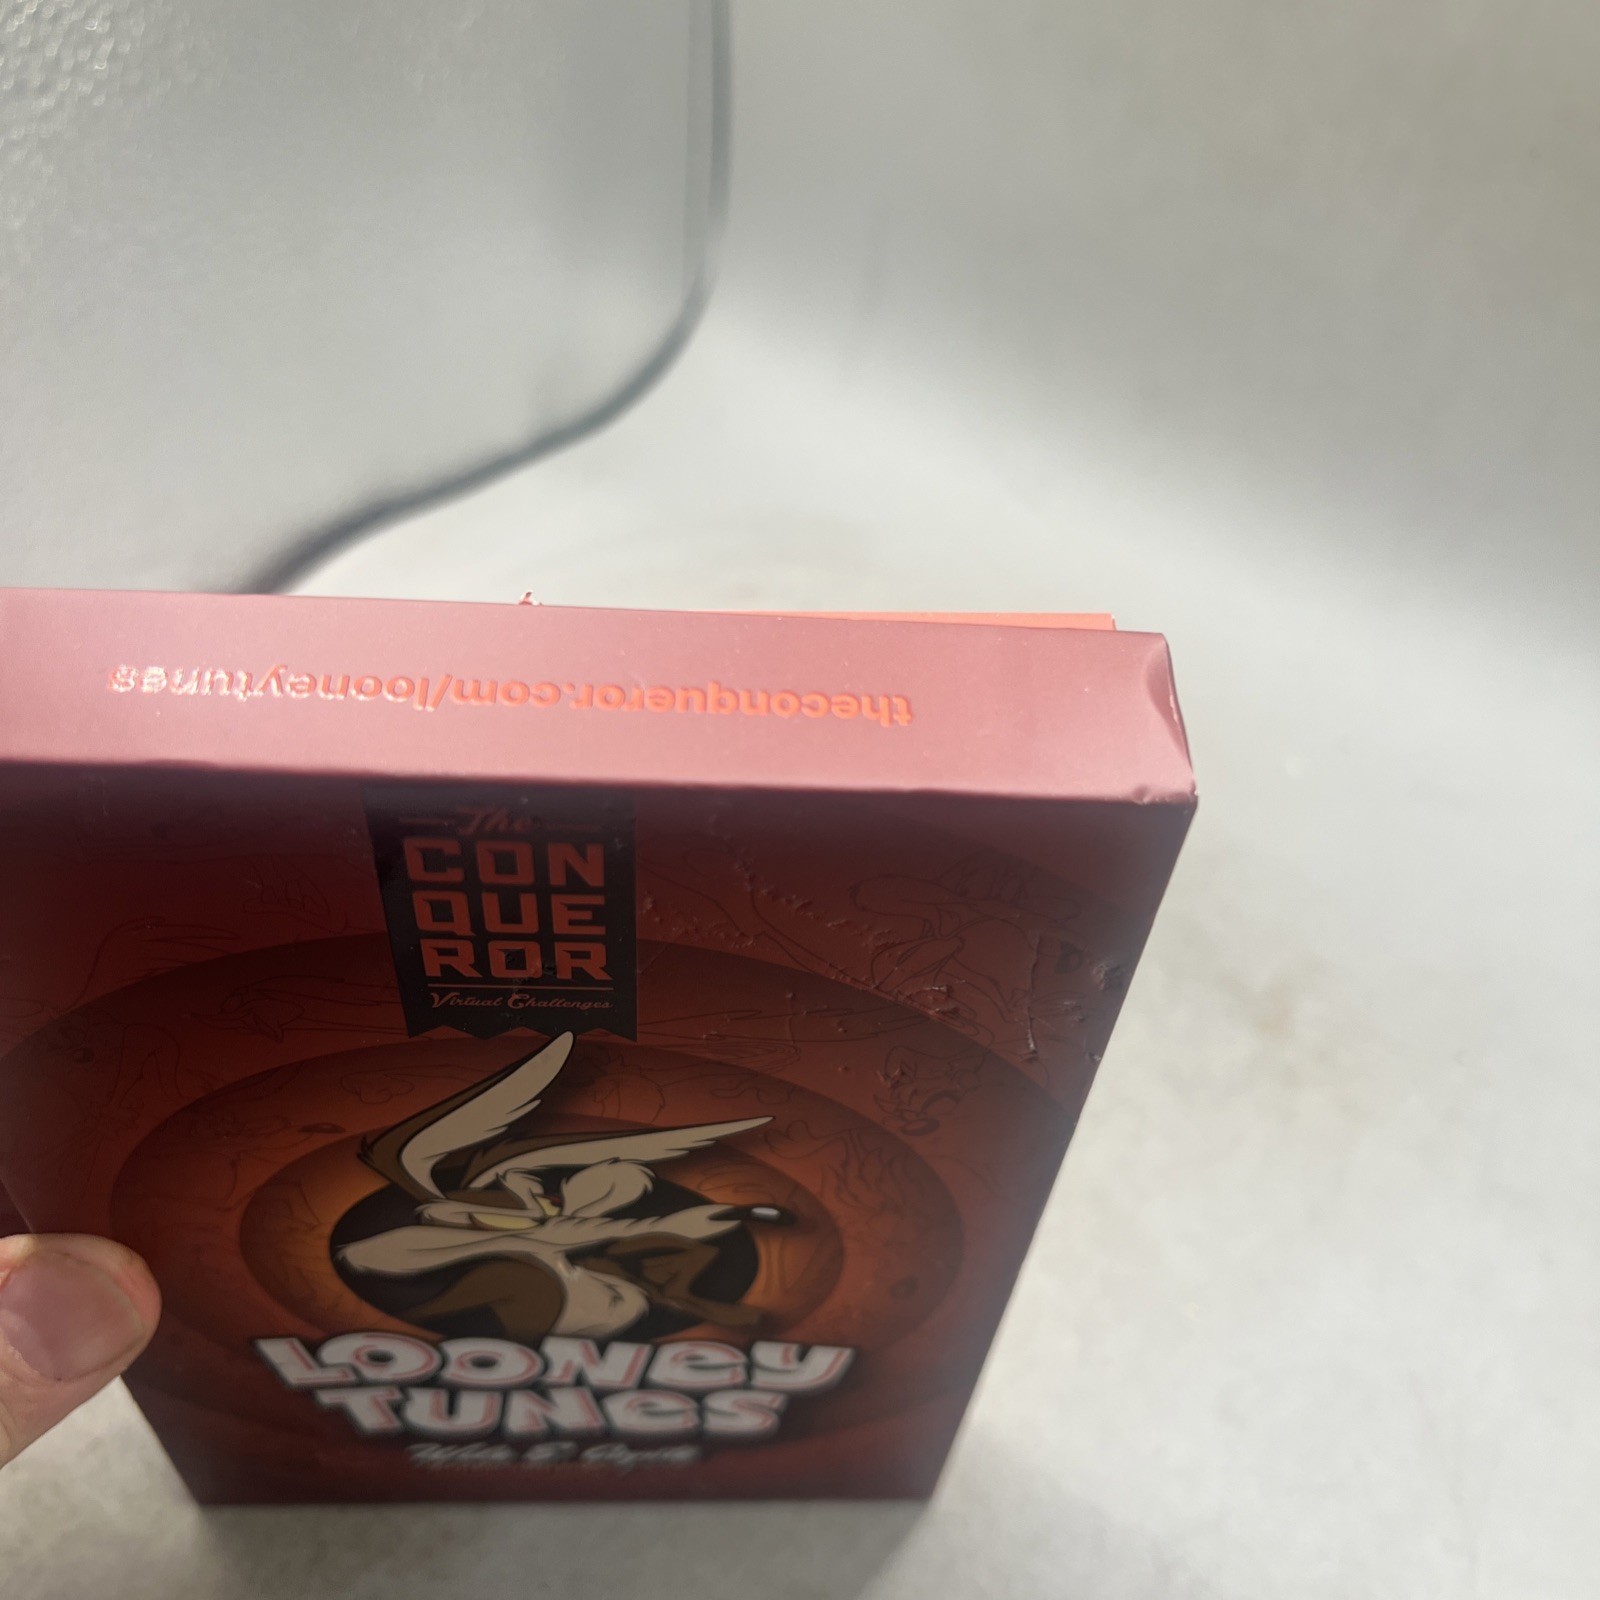 theconqueror.com/looneytunes
The
CON
QUE
ROR
Virtual Challenges
LOONEY
TUNES
Wile E. Coyote